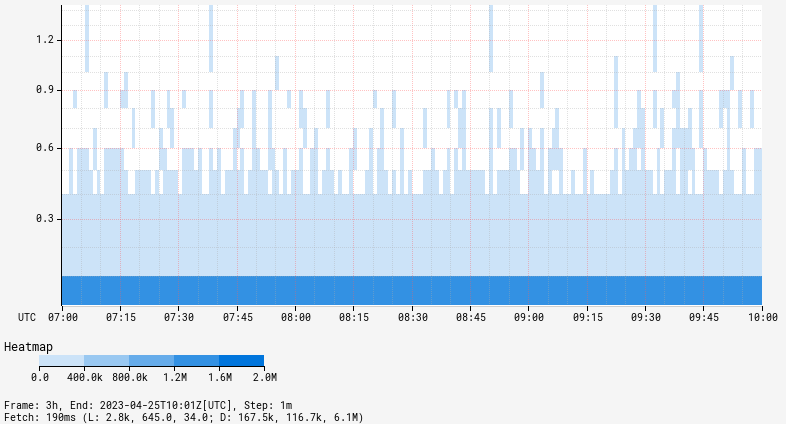 1.2
0.9
0.6
0.3
UTC 07:00 07:15 07:30 07:45 08:00 08:15 08:30 08:45 09:00 09:15 09:30 09:45 10:00
Heatmap
0.0 400.0k 800.0k 1.2M 1.6M 2.0M
Frame: 3h, End: 2023-04-25T10:01Z[UTC], Step: 1m
Fetch: 190ms (L: 2.8k, 645.0, 34.0; D: 167.5k, 116.7k, 6.1M)